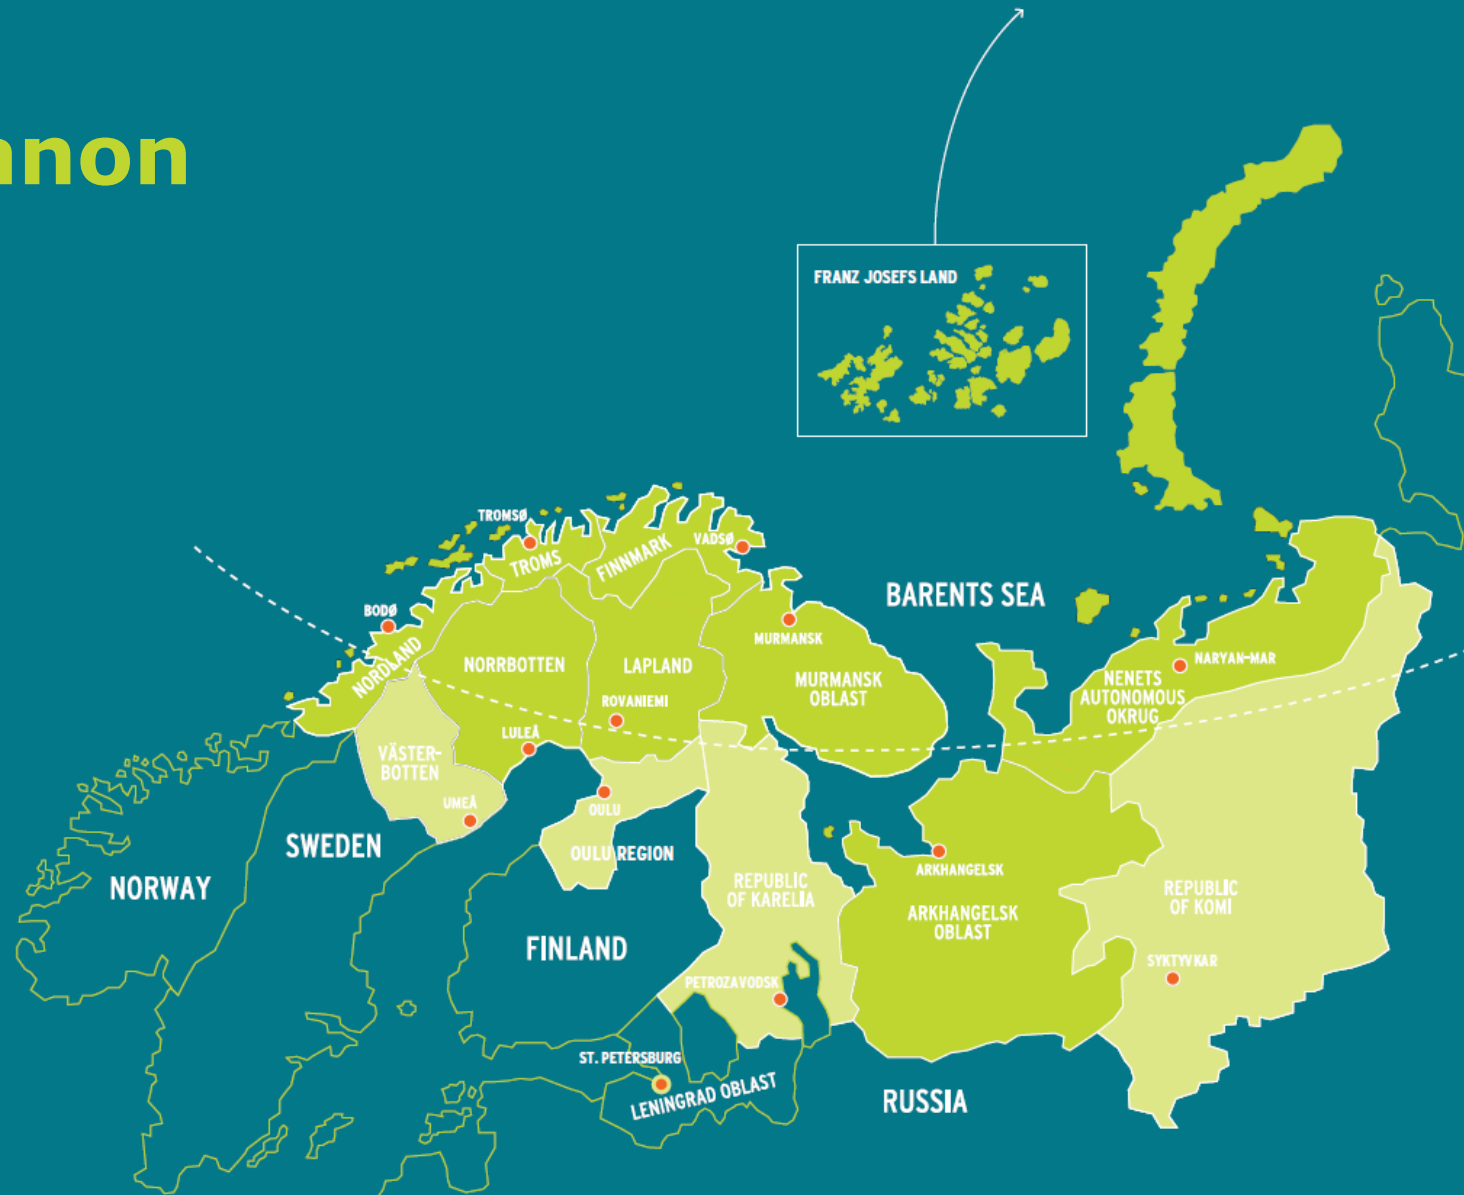 nnon
FRANZ JOSEFS LAND
TROMSØ
TROMS
FINNMARK
VADSØ
BODØ
NORDLAND
NORRBOTTEN
LAPLAND
ROVANIEMI
LULEÅ
VÄSTER-
BOTTEN
UMEÅ
OULU
OULU REGION
MURMANSK
MURMANSK
OBLAST
BARENTS SEA
NARYAN-MAR
NENETS
AUTONOMOUS
OKRUG
SWEDEN
NORWAY
FINLAND
REPUBLIC
OF KARELIA
ARKHANGELSK
ARKHANGELSK
OBLAST
REPUBLIC
OF KOMI
SYKTYVKAR
PETROZAVODSK
ST. PETERSBURG
LENINGRAD OBLAST
RUSSIA